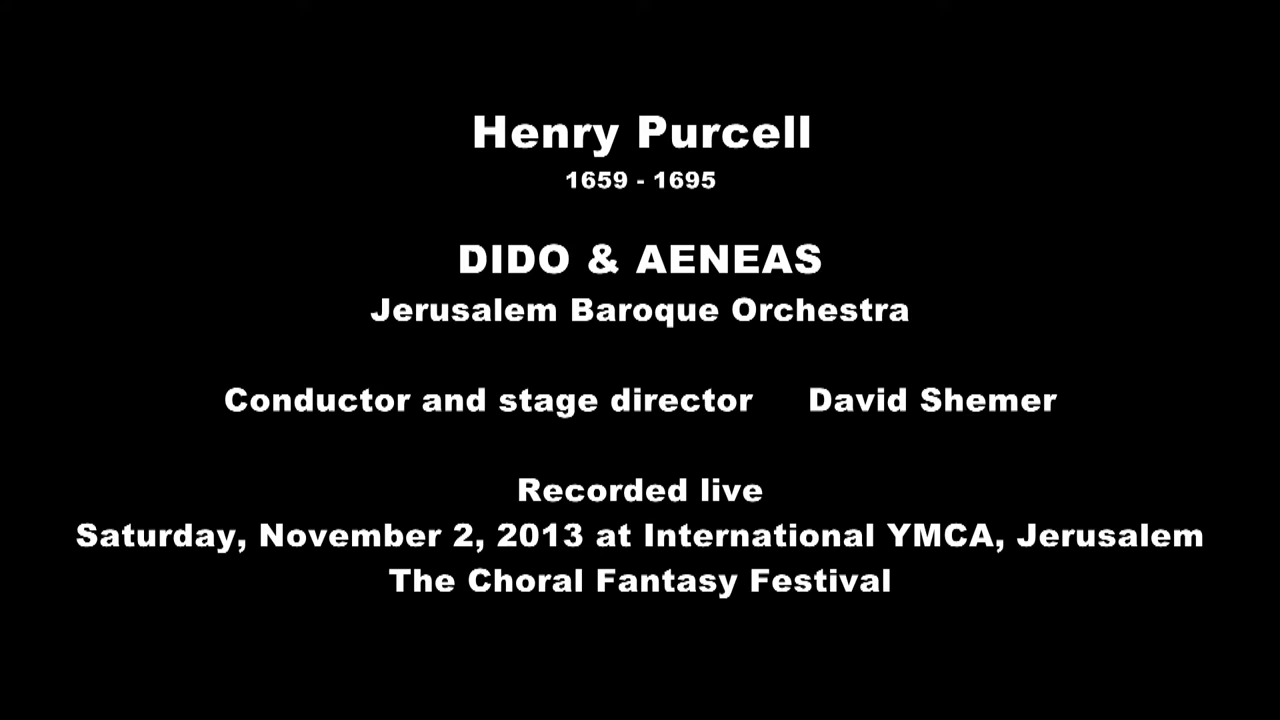 Henry Purcell
1659 - 1695
DIDO & AENEAS
Jerusalem Baroque Orchestra
Conductor and stage director David Shemer
Recorded live
Saturday, November 2, 2013 at International YMCA, Jerusalem
The Choral Fantasy Festival